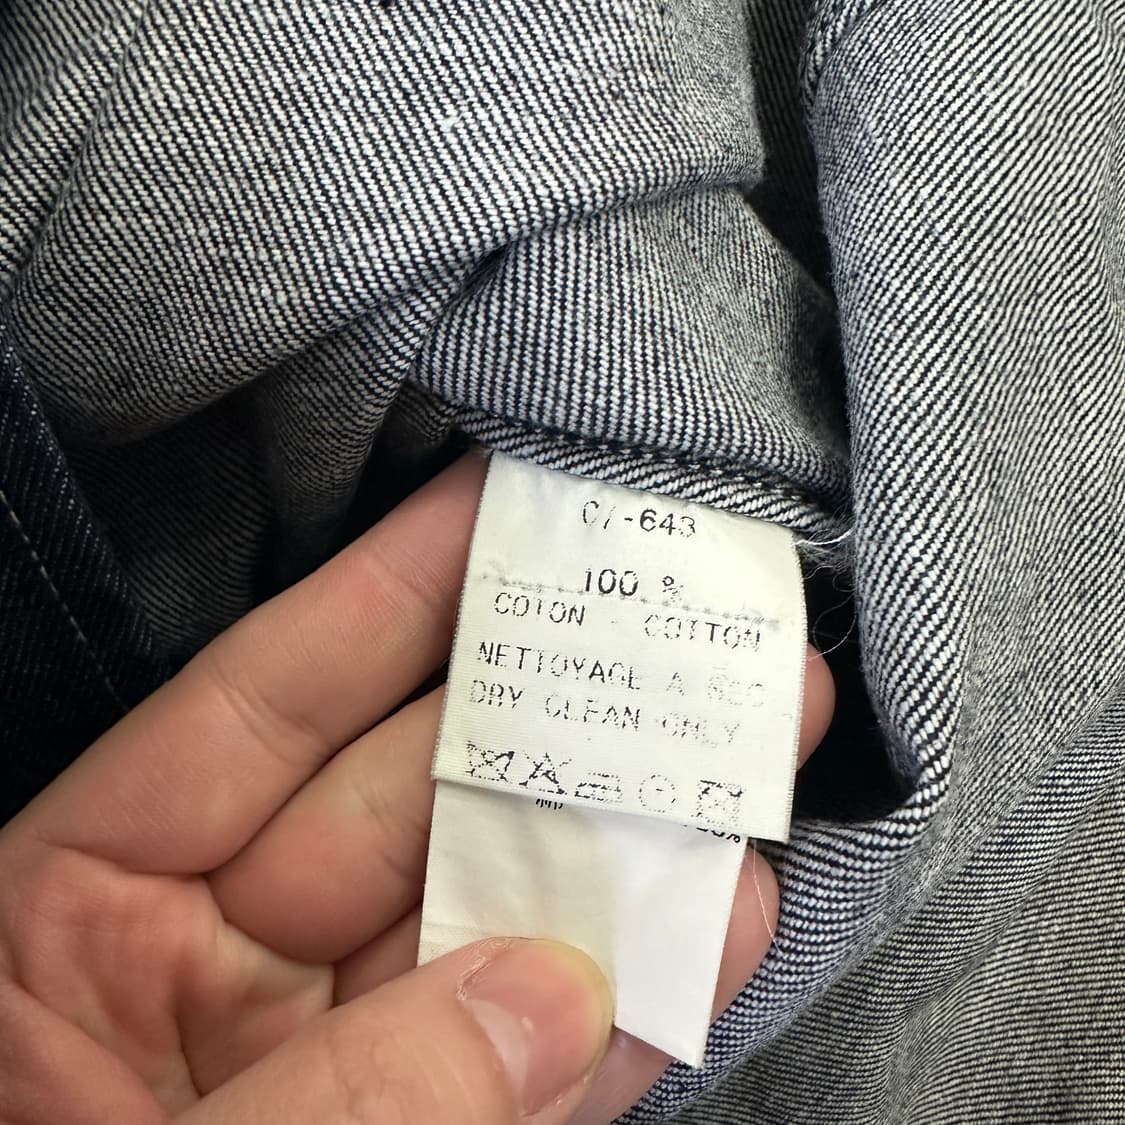 100 %
COTON - COTTON
NETTOYAGE A SEC
DRY CLEAN ONLY